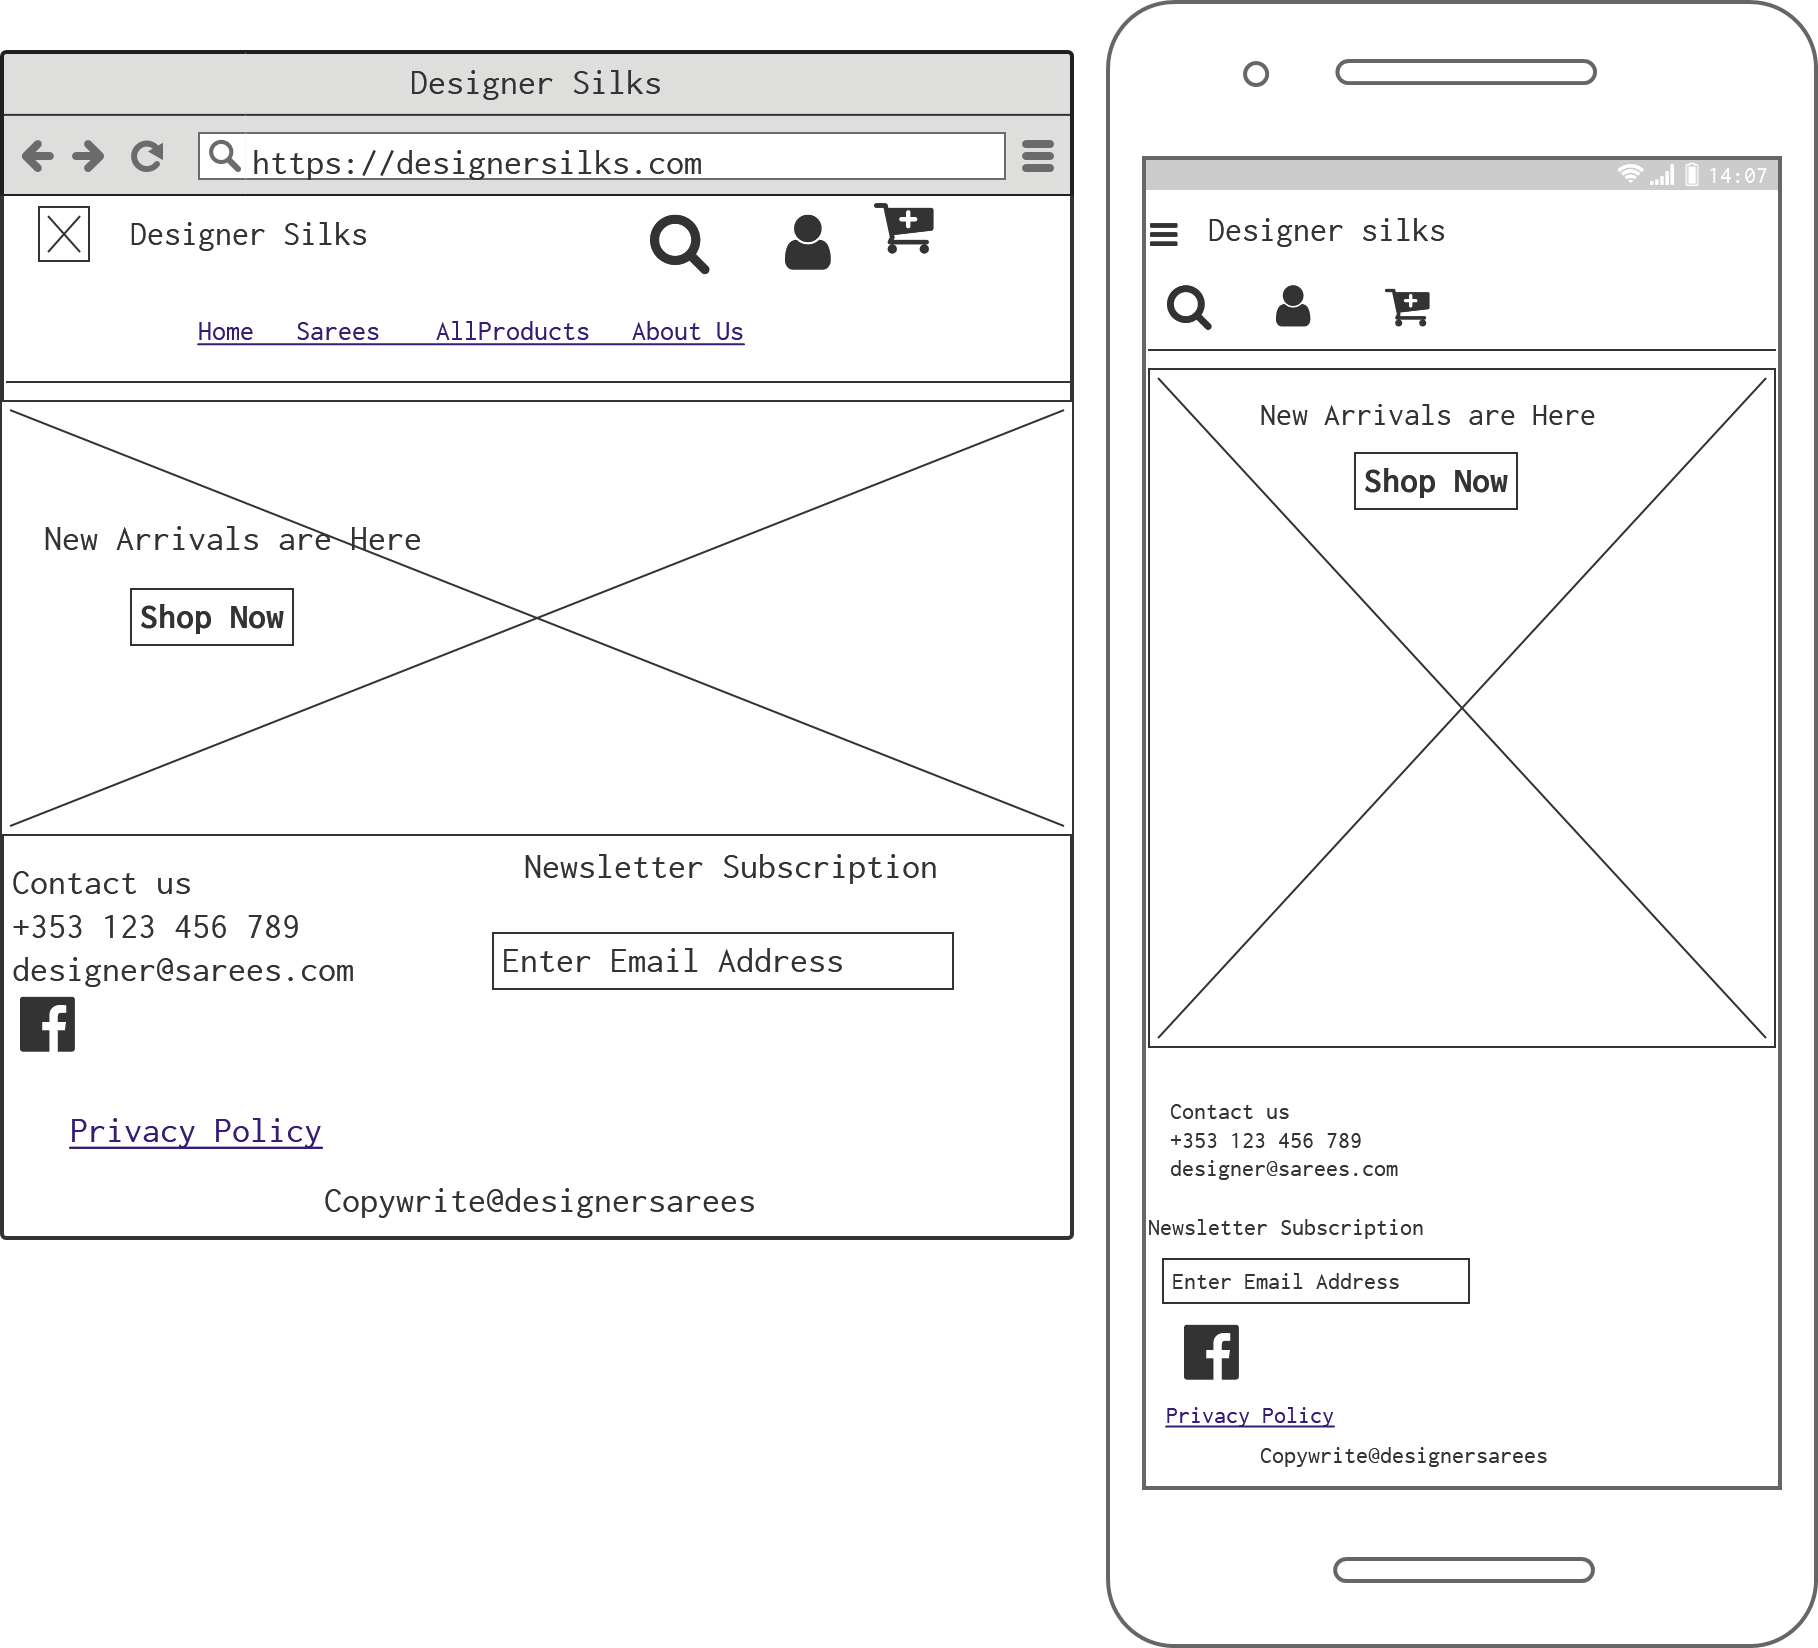 Designer Silks
https://designersilks.com
Designer Silks
Home Sarees AllProducts About Us
New Arrivals are Here
Shop Now
Contact us
+353 123 456 789
designer@sarees.com
Newsletter Subscription
Enter Email Address
Privacy Policy
Copywrite@designersarees
14:07
Designer silks
New Arrivals are Here
Shop Now
Contact us
+353 123 456 789
designer@sarees.com
Newsletter Subscription
Enter Email Address
Privacy Policy
Copywrite@designersarees